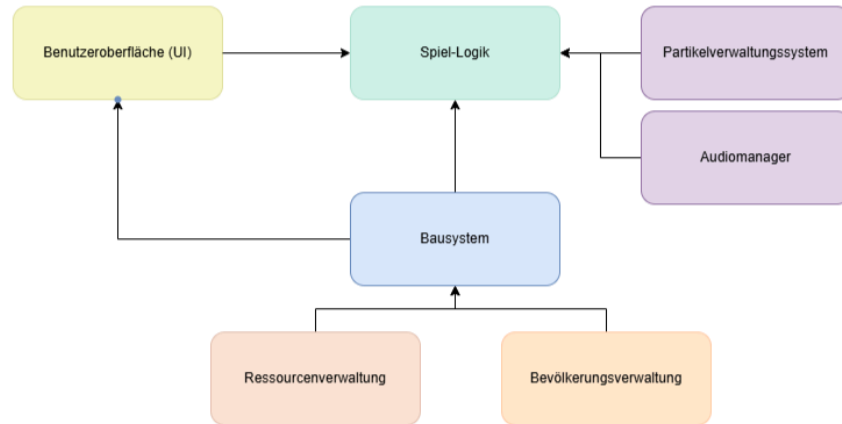 Benutzeroberfläche (UI)
Spiel-Logik
Partikelverwaltungssystem
Audiomanager
Bausystem
Ressourcenverwaltung
Bevölkerungsverwaltung